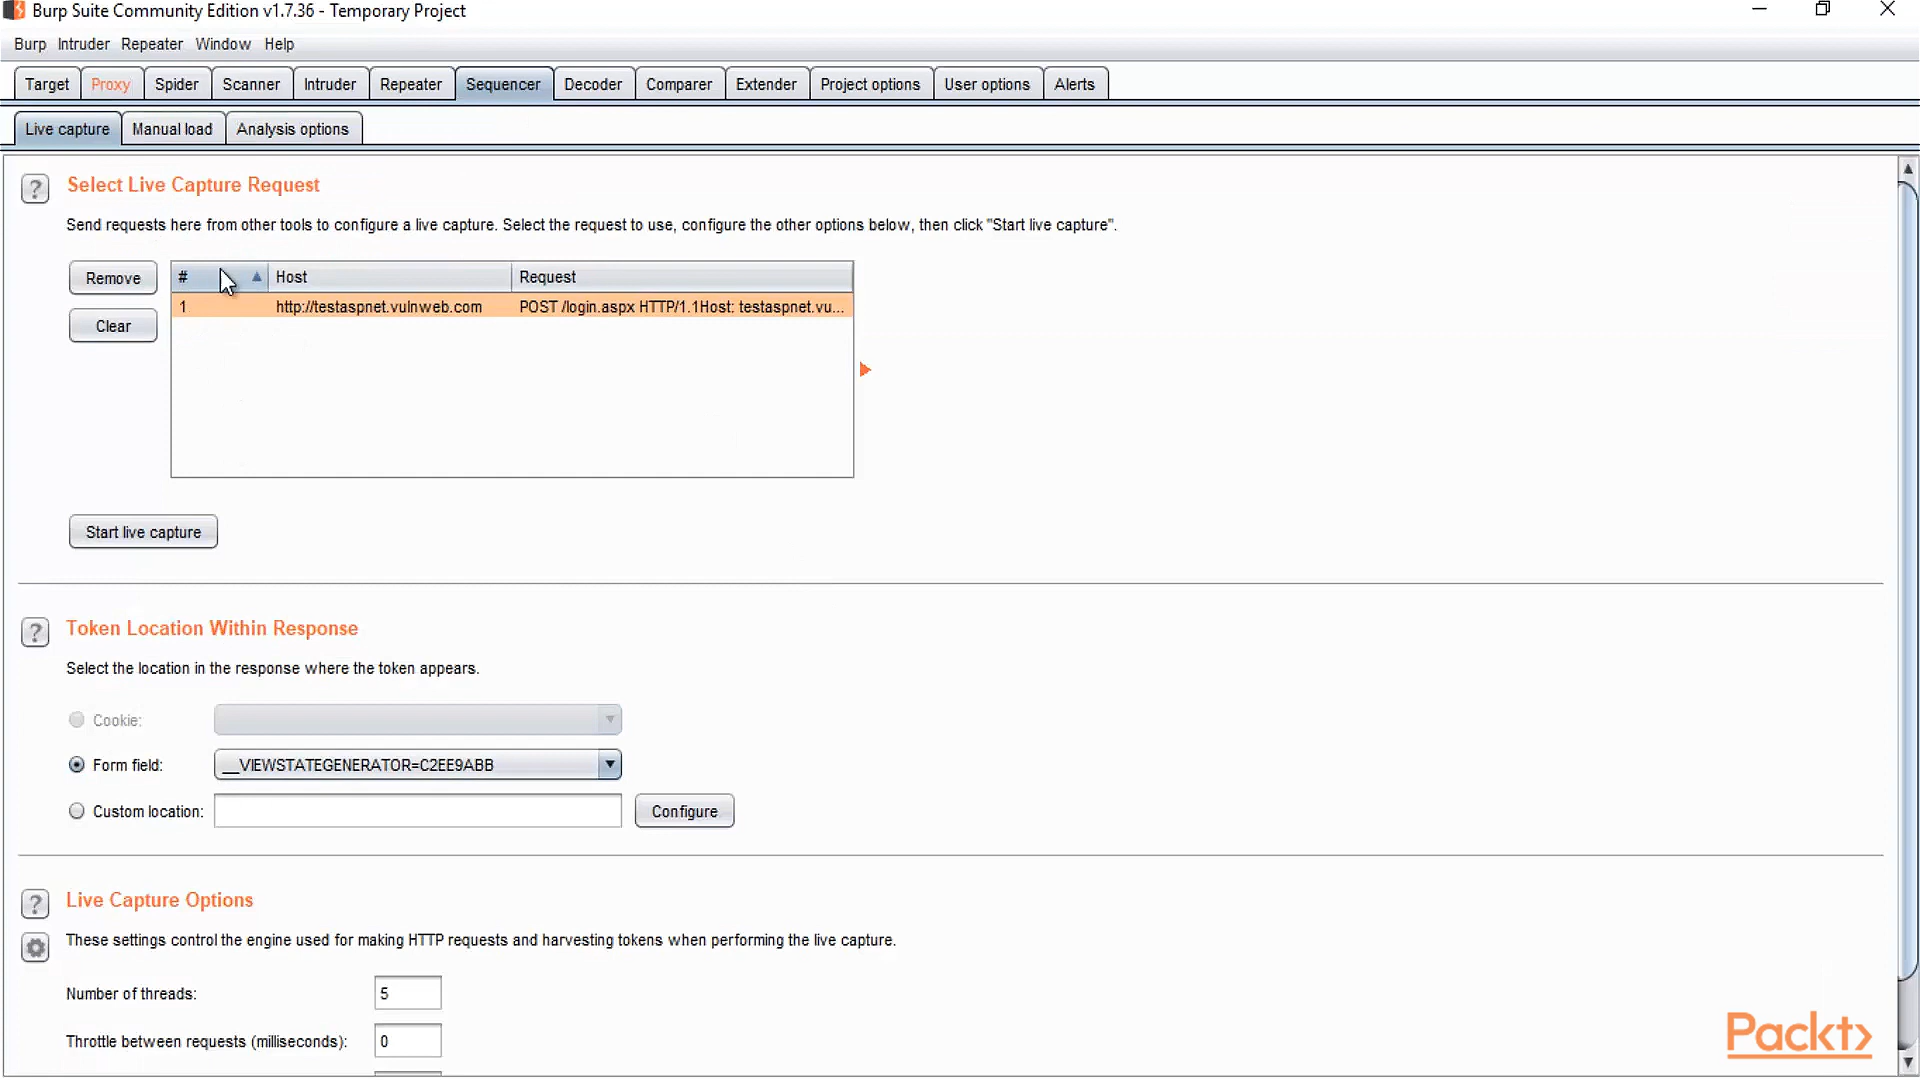 Burp Suite Community Edition v1.7.36 - Temporary Project
Burp Intruder Repeater Window Help
Target Proxy Spider Scanner Intruder Repeater Sequencer Decoder Comparer Extender Project options User options Alerts
Live capture Manual load Analysis options
? Select Live Capture Request
Send requests here from other tools to configure a live capture. Select the request to use, configure the other options below, then click "Start live capture".
Remove # Host Request
1 http://testaspnet.vulnweb.com POST /login.aspx HTTP/1.1Host: testaspnet.vu...
Clear
Start live capture
? Token Location Within Response
Select the location in the response where the token appears.
Cookie:
Form field: __VIEWSTATEGENERATOR=C2EE9ABB
Custom location: Configure
? Live Capture Options
These settings control the engine used for making HTTP requests and harvesting tokens when performing the live capture.
Number of threads: 5
Throttle between requests (milliseconds): 0
Packt>